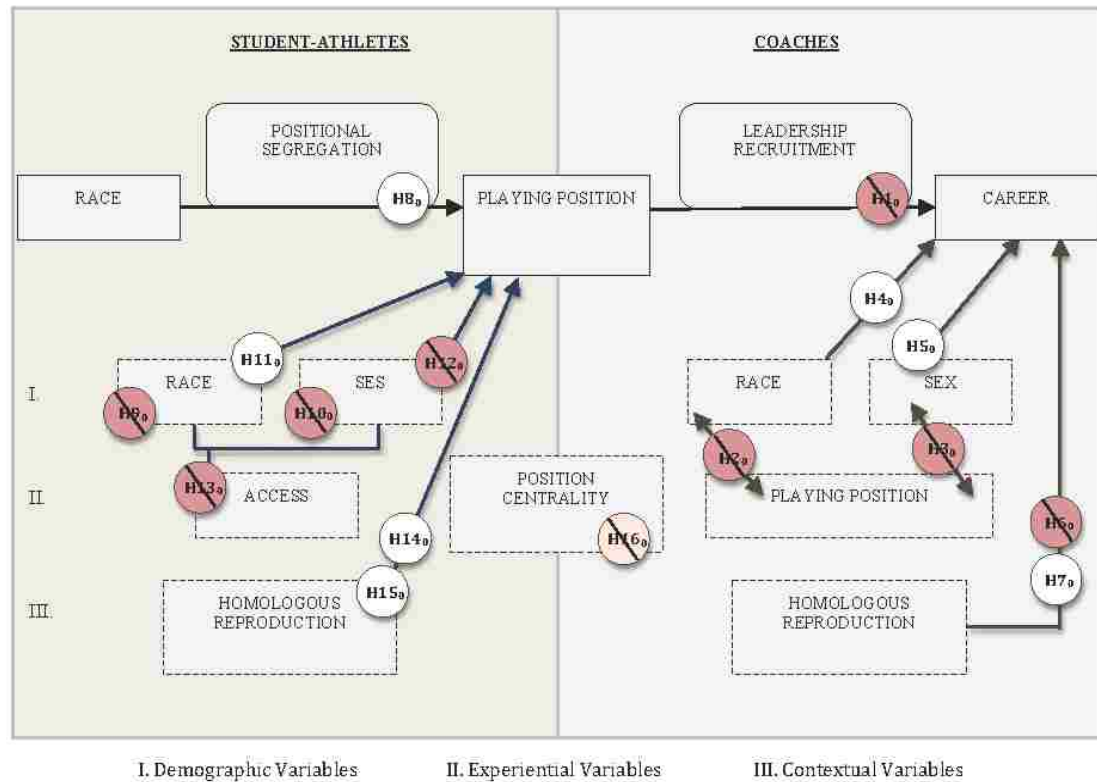 STUDENT-ATHLETES
COACHES
POSITIONAL
SEGREGATION
LEADERSHIP
RECRUITMENT
RACE
H8₀
PLAYING POSITION
H1₀
CAREER
H4₀
H11₀
H12₀
H5₀
I.
RACE
SES
RACE
SEX
H9₀
H10₀
H2₀
H3₀
H13₀
II.
ACCESS
POSITION
CENTRALITY
PLAYING POSITION
H14₀
H16₀
H6₀
H15₀
H7₀
III.
HOMOLOGOUS
REPRODUCTION
HOMOLOGOUS
REPRODUCTION
I. Demographic Variables
II. Experiential Variables
III. Contextual Variables